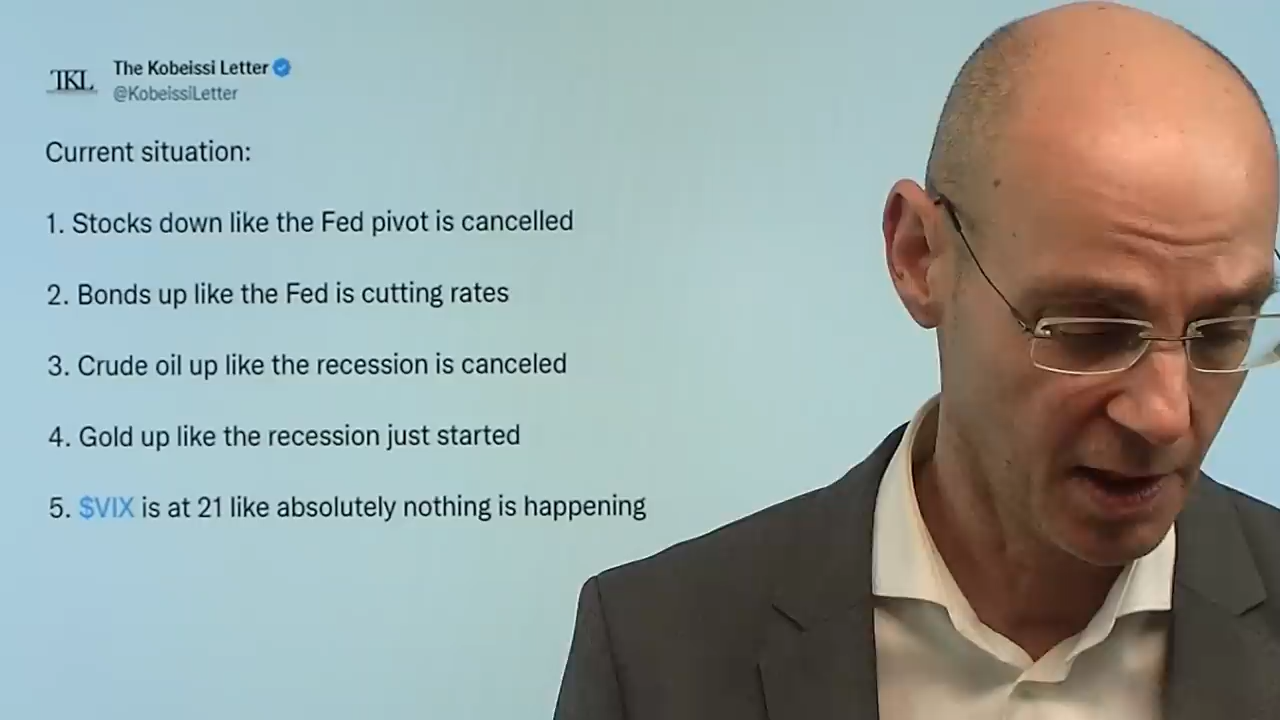 TKL
The Kobeissi Letter
@KobeissiLetter
Current situation:
1. Stocks down like the Fed pivot is cancelled
2. Bonds up like the Fed is cutting rates
3. Crude oil up like the recession is canceled
4. Gold up like the recession just started
5. $VIX is at 21 like absolutely nothing is happening